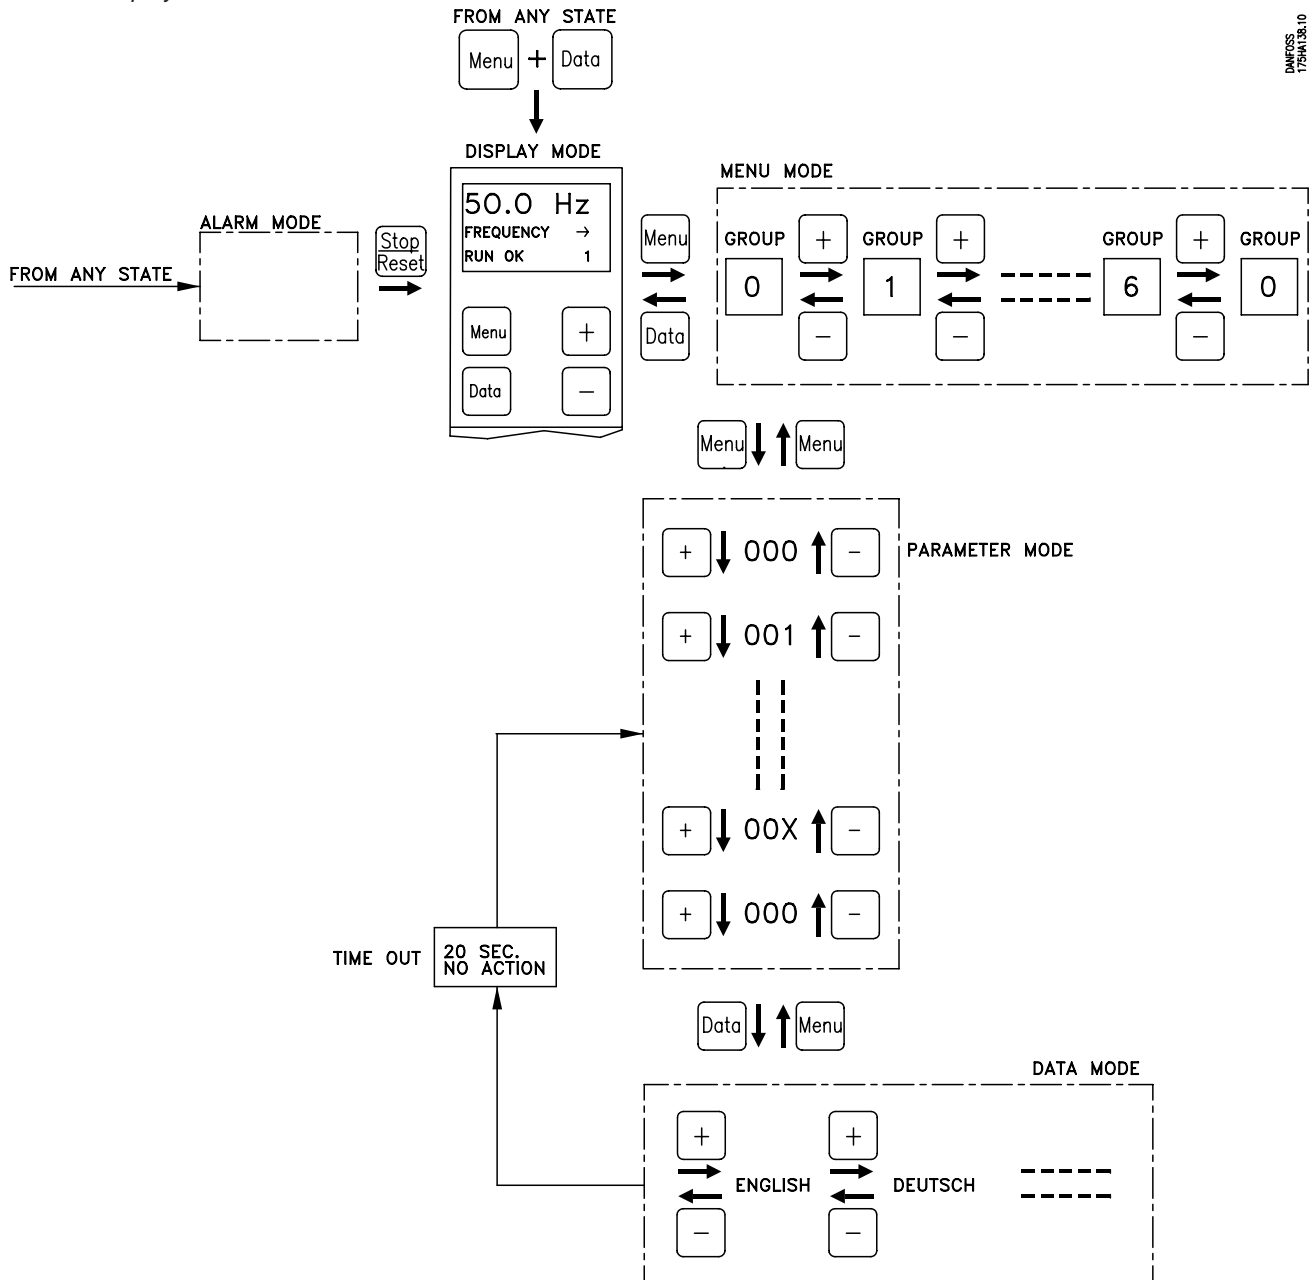 FROM ANY STATE
Menu + Data
DANFOSS
175HA138.10
DISPLAY MODE
MENU MODE
50.0 Hz
FREQUENCY →
RUN OK 1
ALARM MODE
Stop
Reset
FROM ANY STATE
Menu
Data
Menu +
Data −
GROUP + GROUP + GROUP + GROUP
0 1 6 0
− − −
Menu Menu
PARAMETER MODE
+ 000 −
+ 001 −
+ 00X −
+ 000 −
TIME OUT
20 SEC.
NO ACTION
Data Menu
DATA MODE
+ +
ENGLISH DEUTSCH
− −